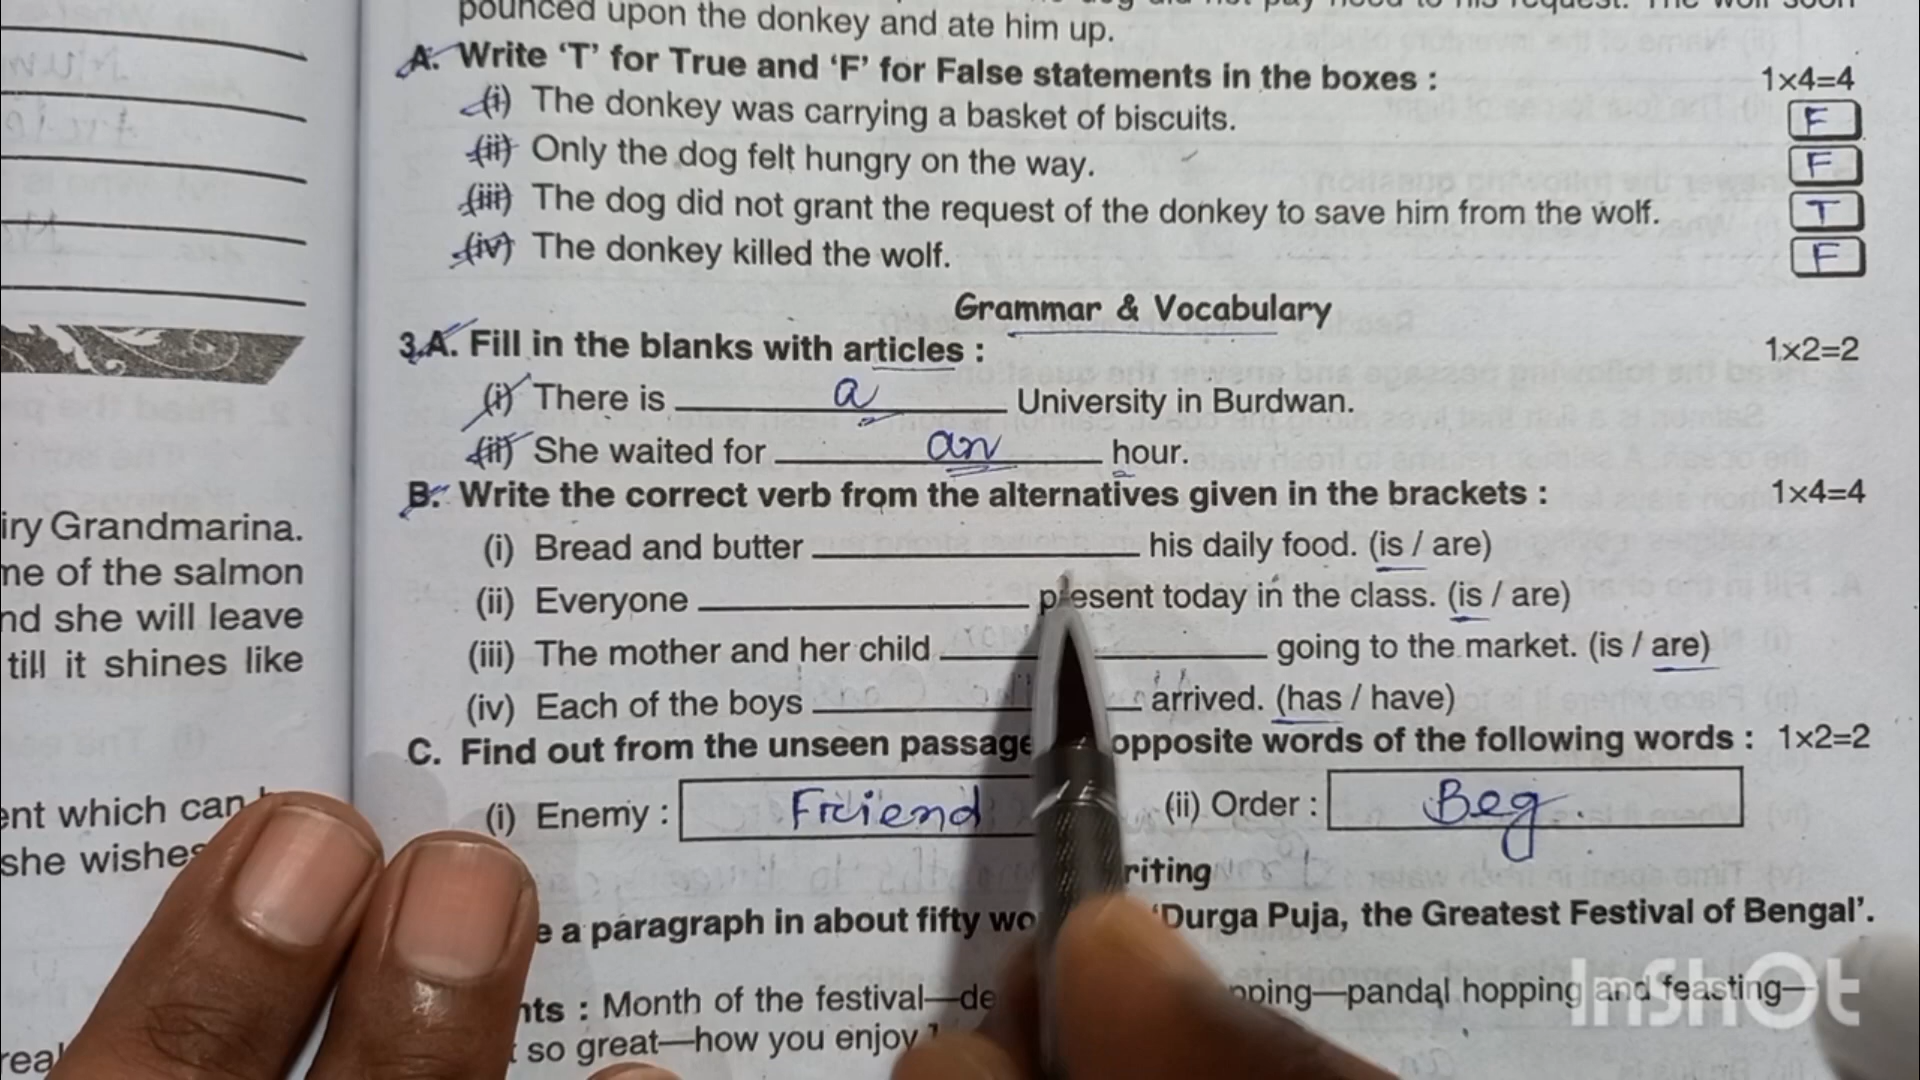 pounced upon the donkey and ate him up.
A. Write 'T' for True and 'F' for False statements in the boxes : 1×4=4
(i) The donkey was carrying a basket of biscuits. F
(ii) Only the dog felt hungry on the way. F
(iii) The dog did not grant the request of the donkey to save him from the wolf. T
(iv) The donkey killed the wolf. F
Grammar & Vocabulary
3.A. Fill in the blanks with articles : 1×2=2
(i) There is a University in Burdwan.
(ii) She waited for an hour.
B. Write the correct verb from the alternatives given in the brackets : 1×4=4
(i) Bread and butter his daily food. (is / are)
(ii) Everyone present today in the class. (is / are)
(iii) The mother and her child going to the market. (is / are)
(iv) Each of the boys arrived. (has / have)
C. Find out from the unseen passage opposite words of the following words : 1×2=2
(i) Enemy : Friend (ii) Order : Beg.
riting
e a paragraph in about fifty wo 'Durga Puja, the Greatest Festival of Bengal'.
nts : Month of the festival—de pping—pandal hopping and feasting—
so great—how you enjoy
iry Grandmarina.
me of the salmon
nd she will leave
till it shines like
ent which can
she wishes
real
InShOt